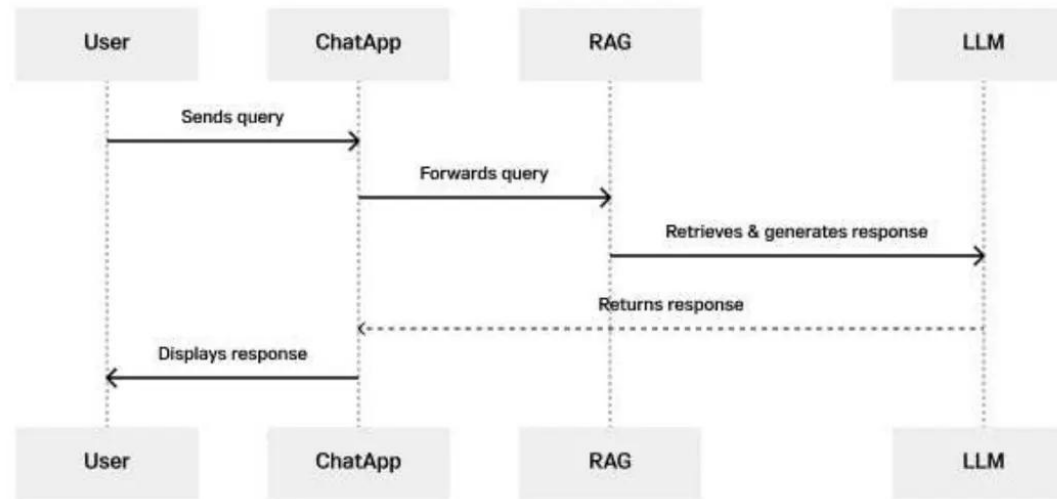 User ChatApp RAG LLM
Sends query
Forwards query
Retrieves & generates response
Returns response
Displays response
User ChatApp RAG LLM